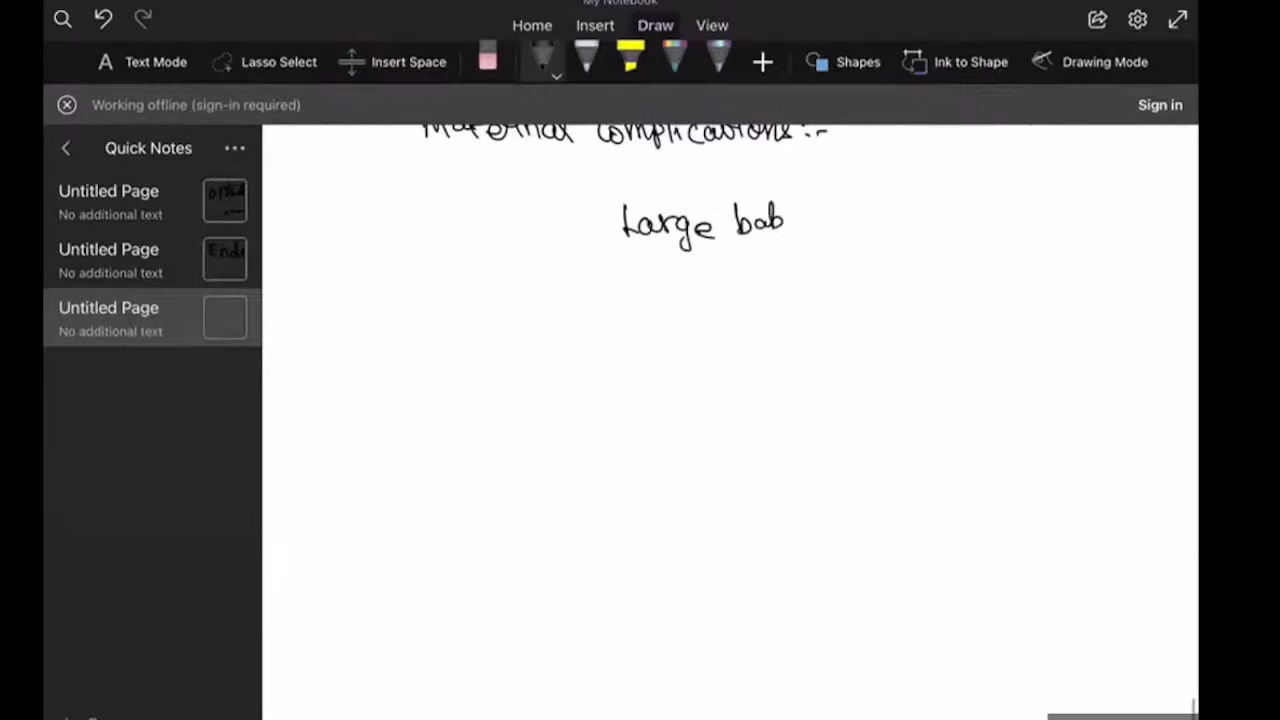 My Notebook
Home Insert Draw View
Text Mode Lasso Select Insert Space Shapes Ink to Shape Drawing Mode
Working offline (sign-in required) Sign in
Quick Notes
Untitled Page
No additional text
Untitled Page
No additional text
Untitled Page
No additional text
Maternal complications:-
Large bab